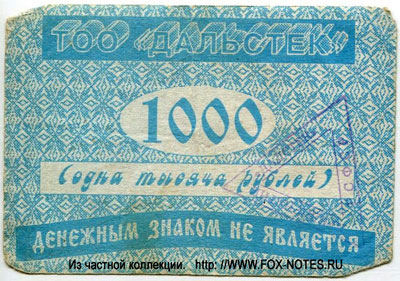 ТОО «ДАЛЬСТЕК»
1000
(одна тысяча рублей)
ДЕНЕЖНЫМ ЗНАКОМ НЕ ЯВЛЯЕТСЯ
Из частной коллекции. http://WWW.FOX-NOTES.RU